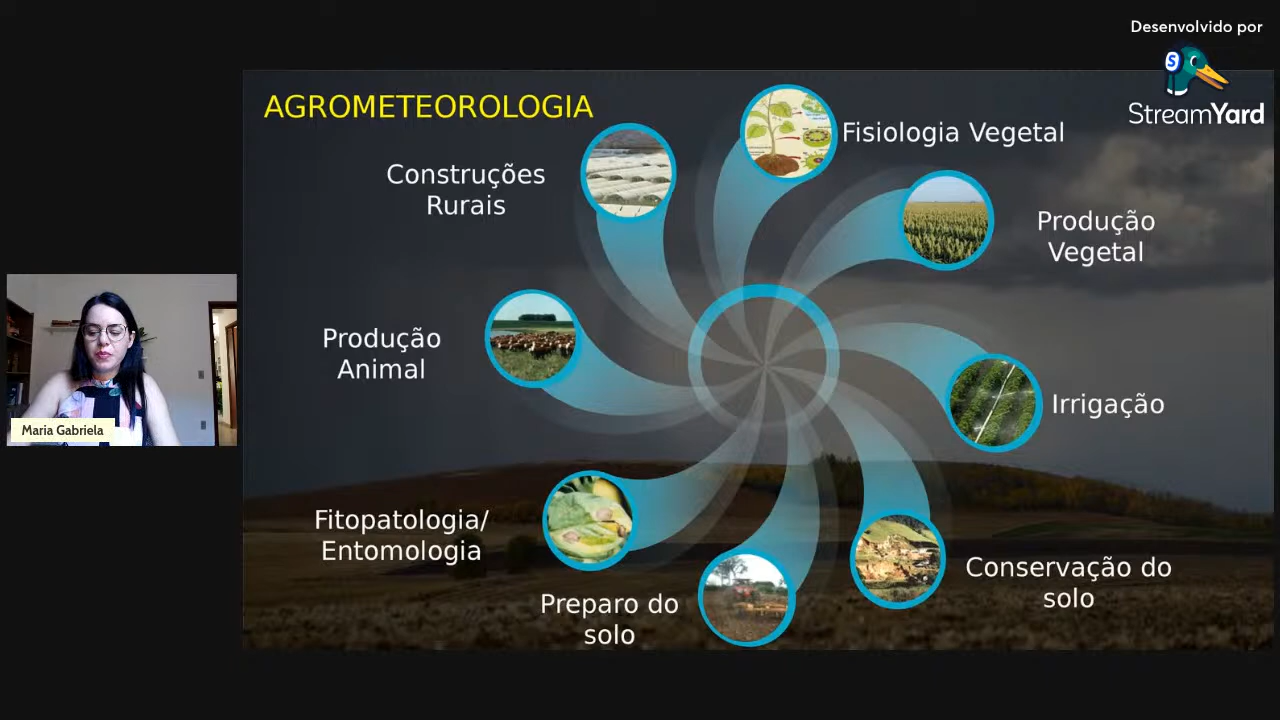 Desenvolvido por
StreamYard
AGROMETEOROLOGIA
Fisiologia Vegetal
Construções
Rurais
Produção
Vegetal
Produção
Animal
Irrigação
Maria Gabriela
Fitopatologia/
Entomologia
Conservação do
solo
Preparo do
solo